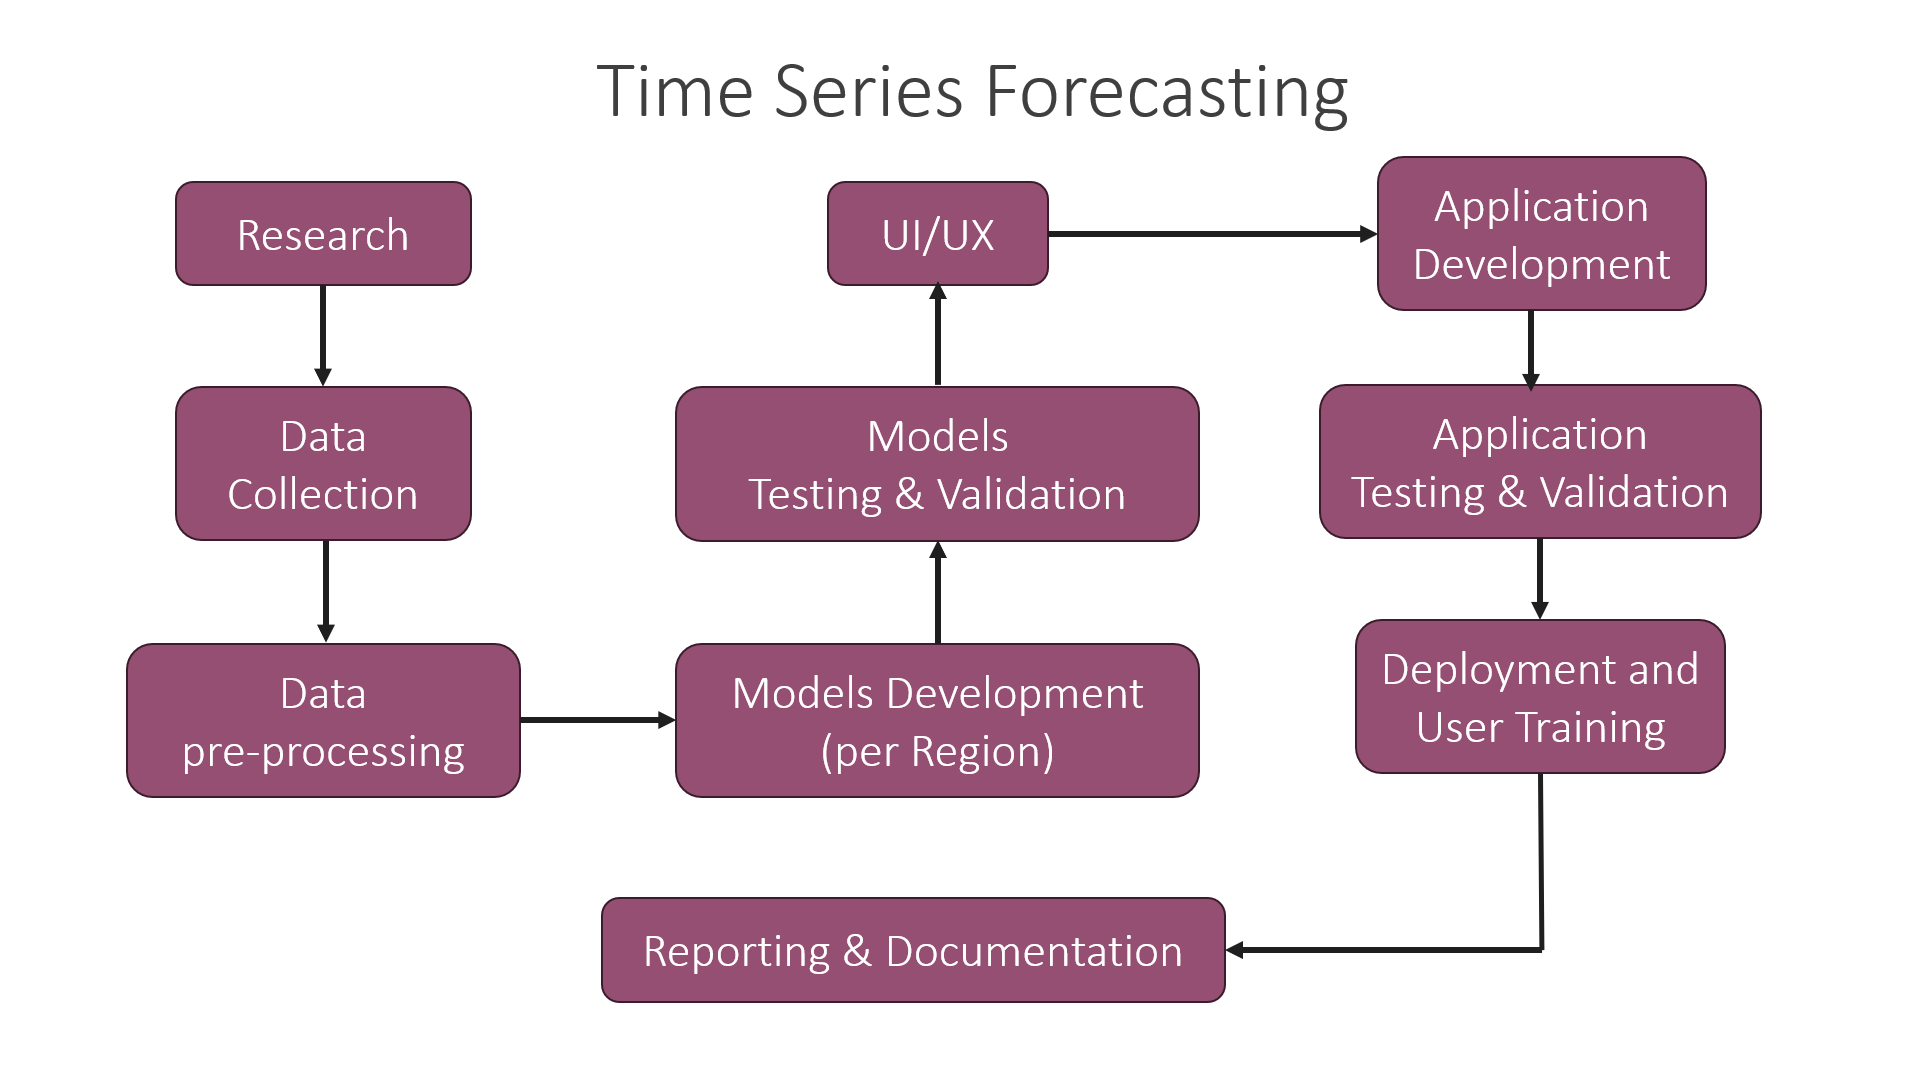 Time Series Forecasting
Research
Data
Collection
Data
pre-processing
Models Development
(per Region)
Models
Testing & Validation
UI/UX
Application
Development
Application
Testing & Validation
Deployment and
User Training
Reporting & Documentation